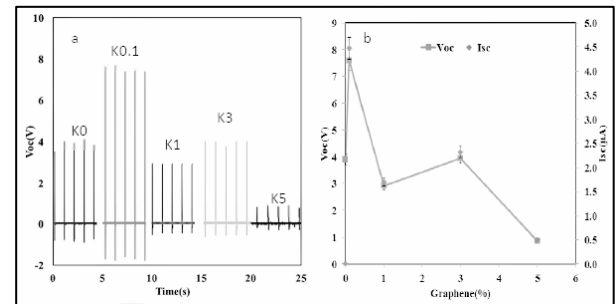 a
K0.1
K0
K3
K1
K5
Voc(V)
10
8
6
4
2
0
-2
0 5 10 15 20 25
Time(s)
b
Voc Isc
Voc(V)
9
8
7
6
5
4
3
2
1
0
Isc(μA)
5.0
4.5
4.0
3.5
3.0
2.5
2.0
1.5
1.0
0.5
0.0
0 1 2 3 4 5 6
Graphene(%)